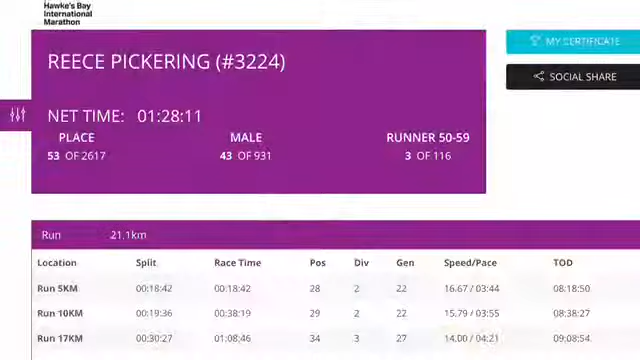 Hawke's Bay
International
Marathon
REECE PICKERING (#3224)
MY CERTIFICATE
SOCIAL SHARE
NET TIME: 01:28:11
PLACE MALE RUNNER 50-59
53 OF 2617 43 OF 931 3 OF 116
Run 21.1km
Location Split Race Time Pos Div Gen Speed/Pace TOD
Run 5KM 00:18:42 00:18:42 28 2 22 16.67 / 03:44 08:18:50
Run 10KM 00:19:36 00:38:19 29 2 22 15.79 / 03:55 08:38:27
Run 17KM 00:30:27 01:08:46 34 3 27 14.00 / 04:21 09:08:54